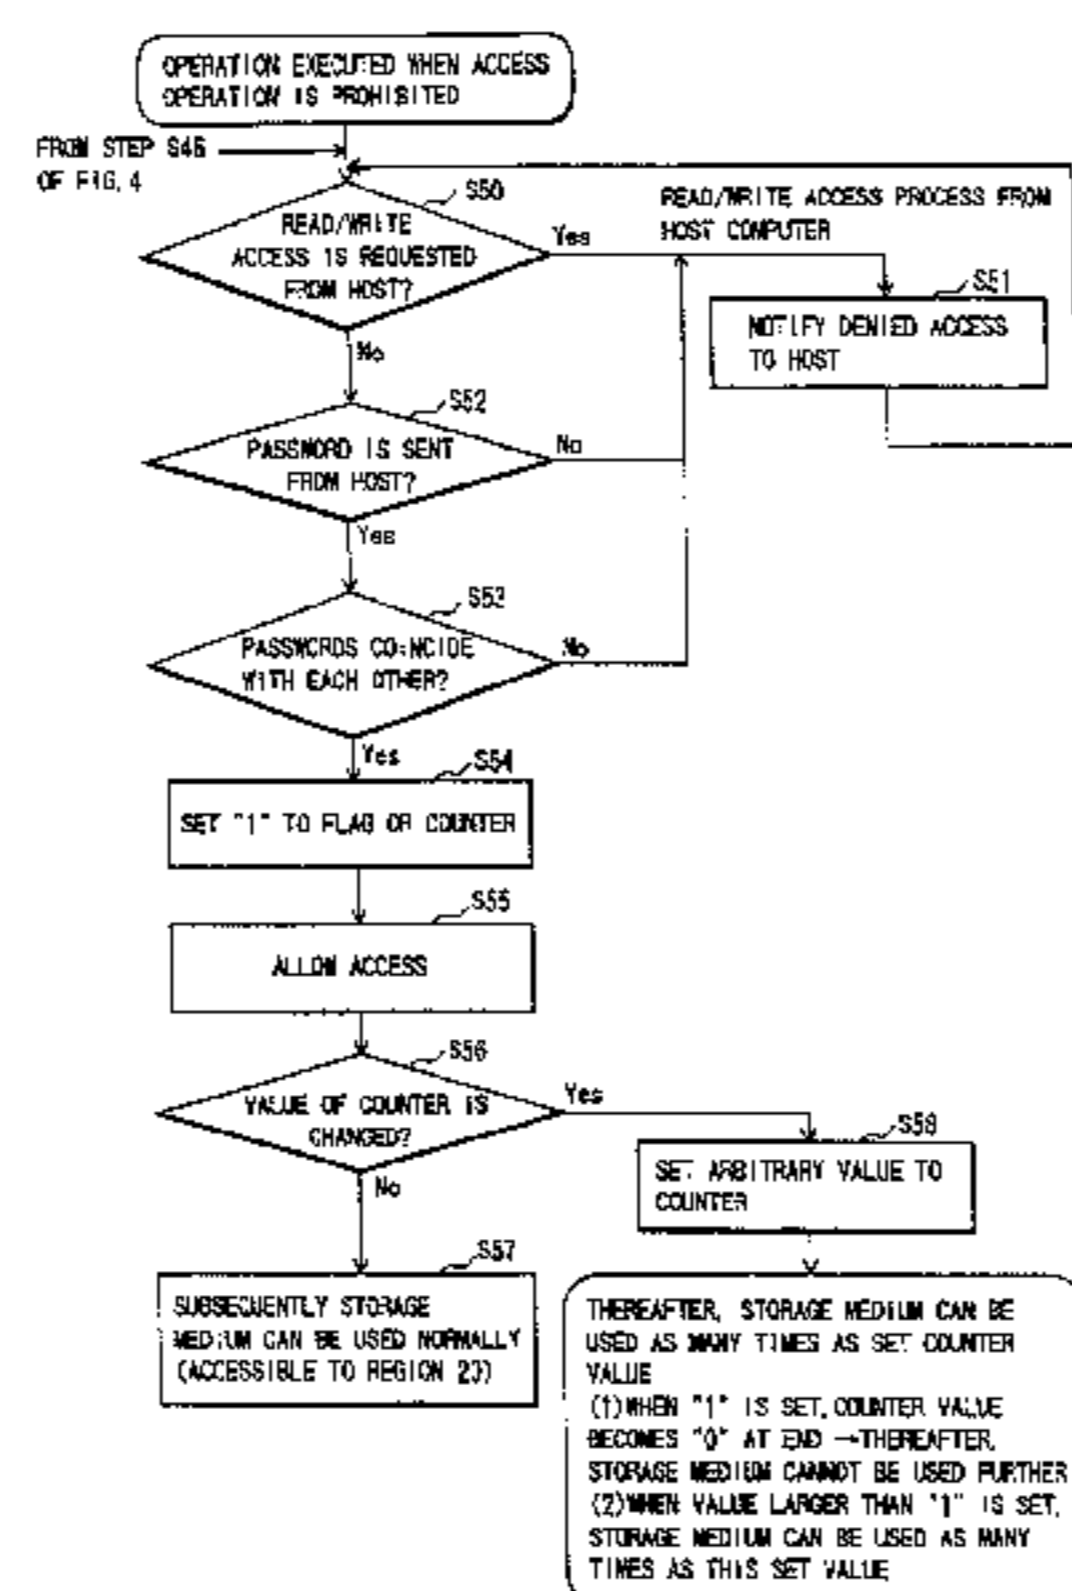 OPERATION EXECUTED WHEN ACCESS
OPERATION IS PROHIBITED
FROM STEP S46
OF FIG. 4
S50
READ/WRITE
ACCESS IS REQUESTED
FROM HOST?
Yes
READ/WRITE ACCESS PROCESS FROM
HOST COMPUTER
S51
NOTIFY DENIED ACCESS
TO HOST
No
S52
PASSWORD IS SENT
FROM HOST?
No
Yes
S53
PASSWORDS COINCIDE
WITH EACH OTHER?
No
Yes
S54
SET "1" TO FLAG OR COUNTER
S55
ALLOW ACCESS
S56
VALUE OF COUNTER IS
CHANGED?
Yes
No
S58
SET ARBITRARY VALUE TO
COUNTER
S57
SUBSEQUENTLY STORAGE
MEDIUM CAN BE USED NORMALLY
(ACCESSIBLE TO REGION 20)
THEREAFTER, STORAGE MEDIUM CAN BE
USED AS MANY TIMES AS SET COUNTER
VALUE
(1)WHEN "1" IS SET, COUNTER VALUE
BECOMES "0" AT END →THEREAFTER,
STORAGE MEDIUM CANNOT BE USED FURTHER
(2)WHEN VALUE LARGER THAN "1" IS SET,
STORAGE MEDIUM CAN BE USED AS MANY
TIMES AS THIS SET VALUE